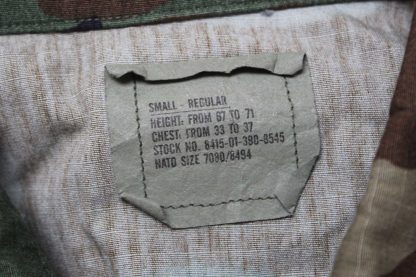 SMALL - REGULAR
HEIGHT: FROM 67 TO 71
CHEST: FROM 33 TO 37
STOCK NO. 8415-01-390-8545
NATO SIZE 7090/8494